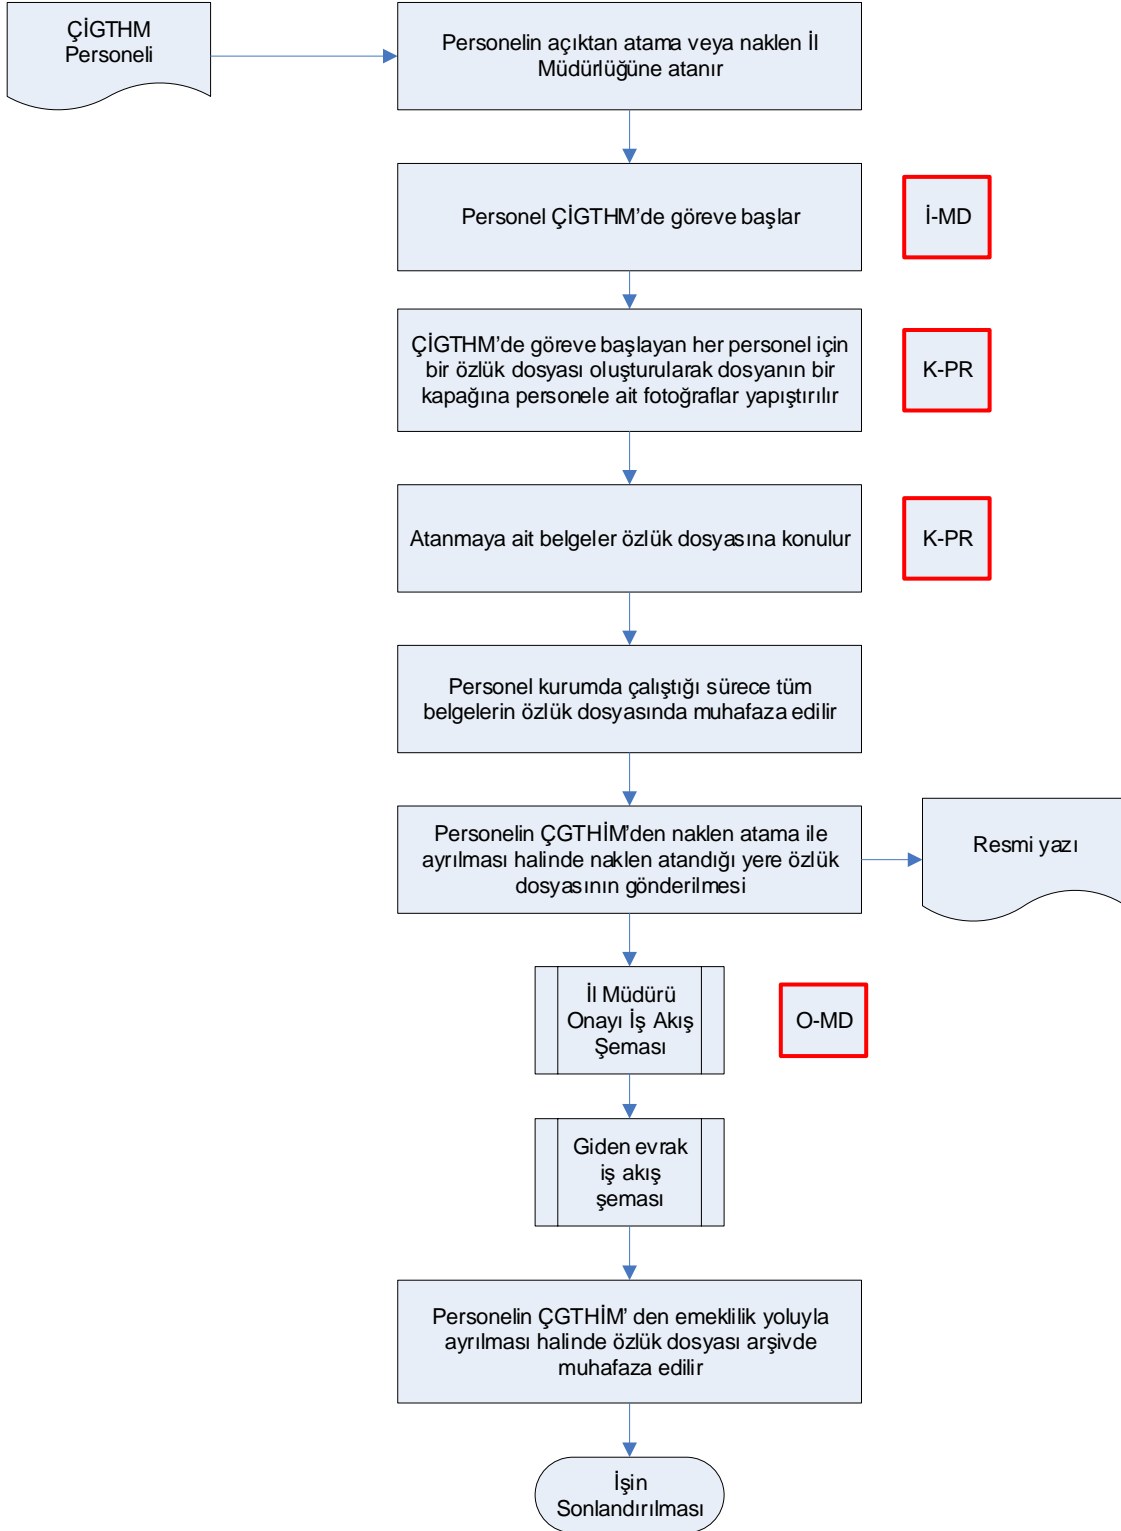 ÇİGTHM
Personeli
Personelin açıktan atama veya naklen İl
Müdürlüğüne atanır
Personel ÇİGTHM’de göreve başlar
İ-MD
ÇİGTHM’de göreve başlayan her personel için
bir özlük dosyası oluşturularak dosyanın bir
kapağına personele ait fotoğraflar yapıştırılır
K-PR
Atanmaya ait belgeler özlük dosyasına konulur
K-PR
Personel kurumda çalıştığı sürece tüm
belgelerin özlük dosyasında muhafaza edilir
Personelin ÇGTHİM’den naklen atama ile
ayrılması halinde naklen atandığı yere özlük
dosyasının gönderilmesi
Resmi yazı
İl Müdürü
Onayı İş Akış
Şeması
O-MD
Giden evrak
iş akış
şeması
Personelin ÇGTHİM’ den emeklilik yoluyla
ayrılması halinde özlük dosyası arşivde
muhafaza edilir
İşin
Sonlandırılması